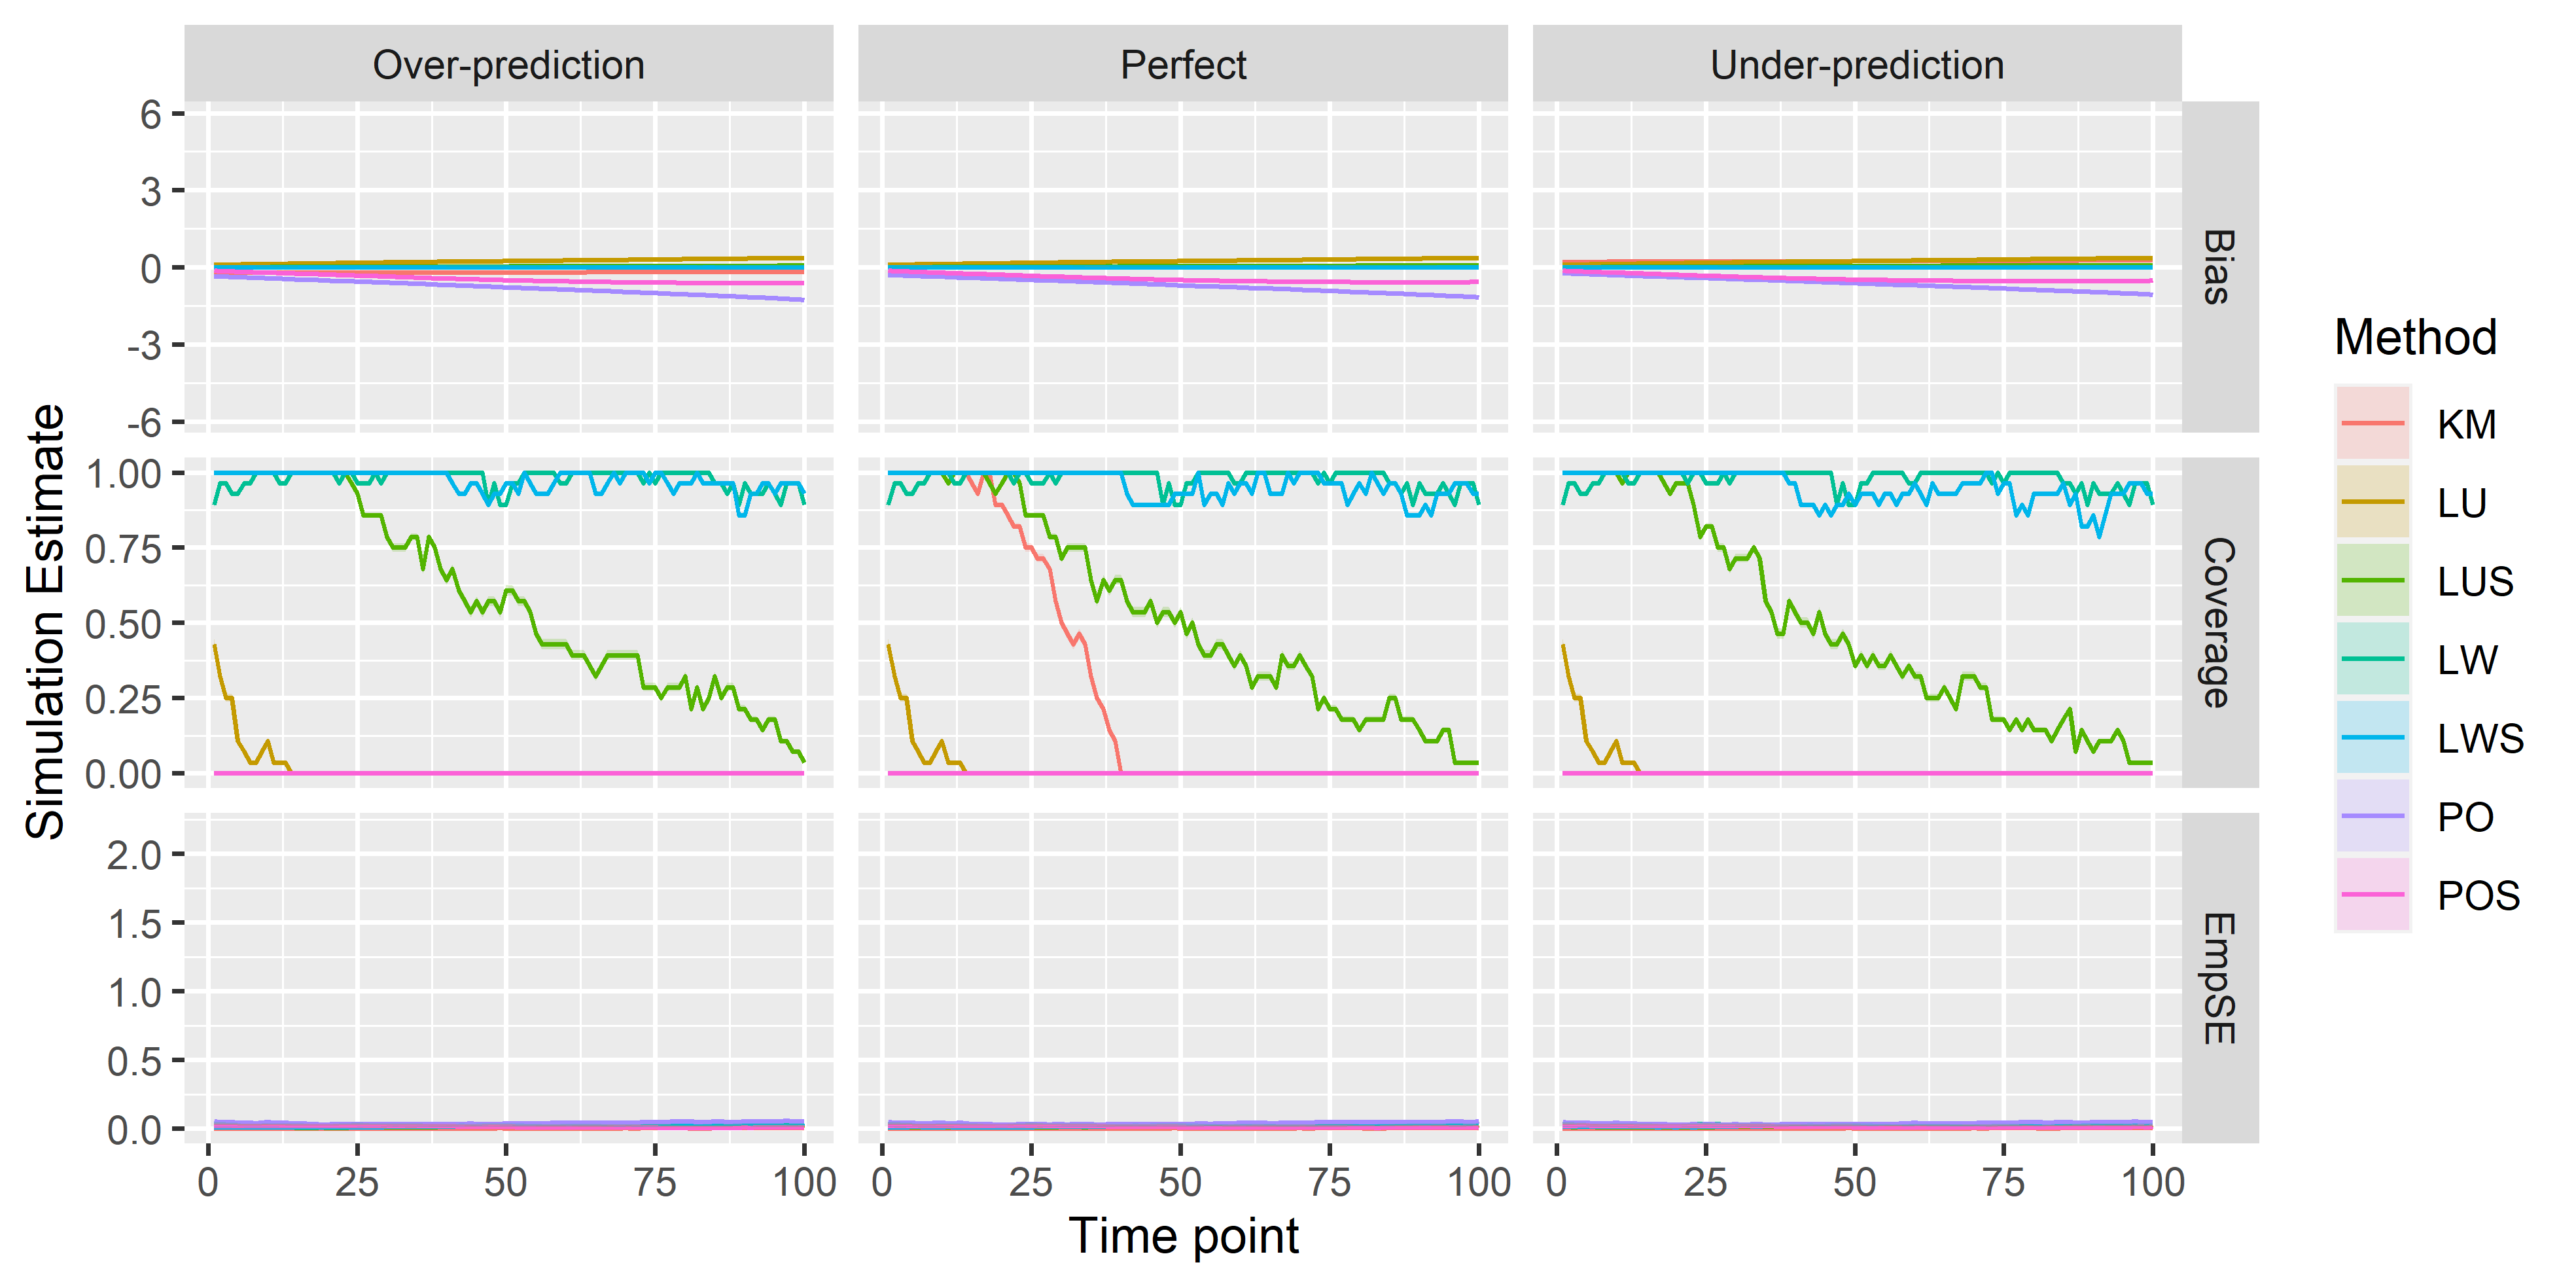 Over-prediction
Perfect
Under-prediction
6
3
0
-3
-6
Bias
1.00
0.75
0.50
0.25
0.00
Coverage
2.0
1.5
1.0
0.5
0.0
EmpSE
0 25 50 75 100
0 25 50 75 100
0 25 50 75 100
Time point
Simulation Estimate
Method
KM
LU
LUS
LW
LWS
PO
POS